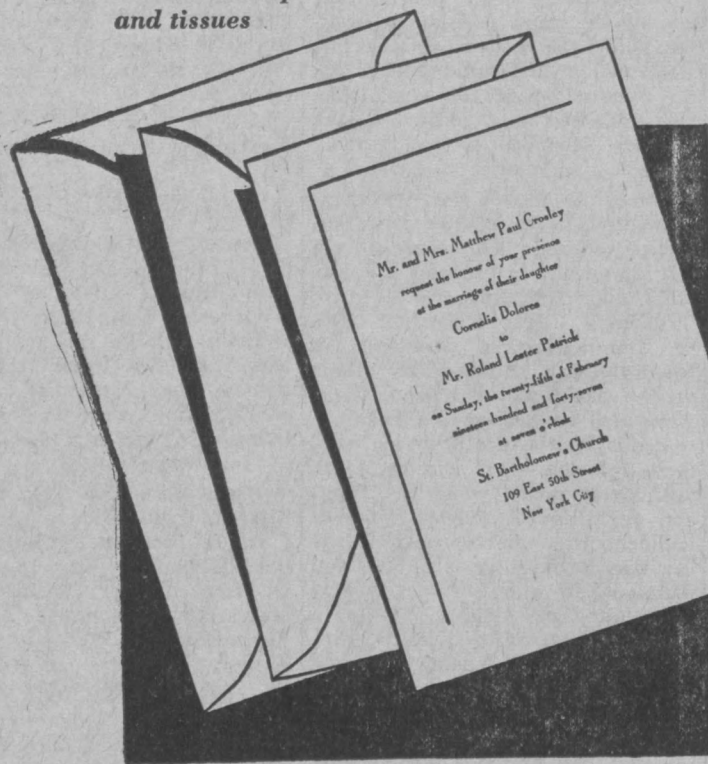 and tissues
Mr. and Mrs. Matthew Paul Crosley
request the honour of your presence
at the marriage of their daughter
Cornelia Dolores
to
Mr. Roland Lester Patrick
on Sunday, the twenty-fifth of February
nineteen hundred and forty-seven
at seven o'clock
St. Bartholomew's Church
109 East 50th Street
New York City